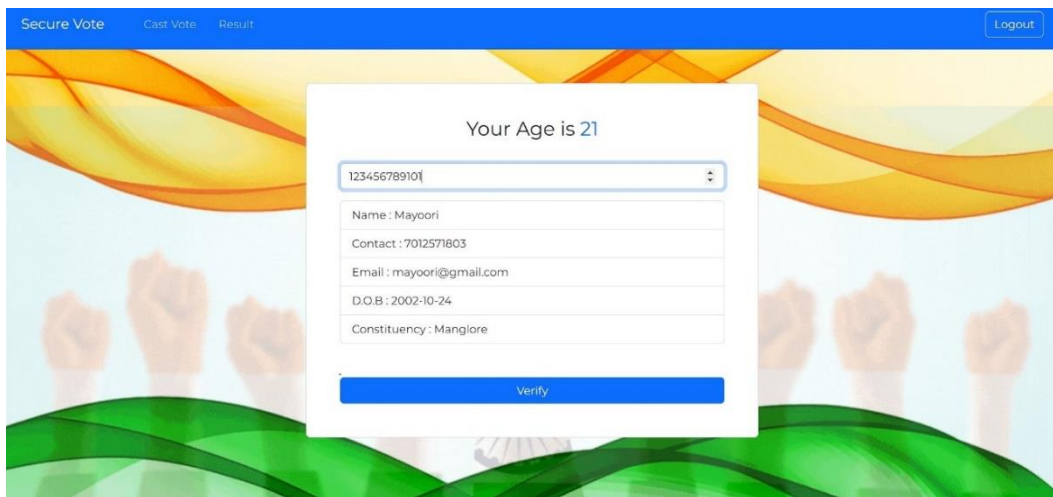 Secure Vote Cast Vote Result Logout
Your Age is 21
123456789101
Name : Mayoori
Contact : 7012571803
Email : mayoori@gmail.com
D.O.B : 2002-10-24
Constituency : Manglore
Verify